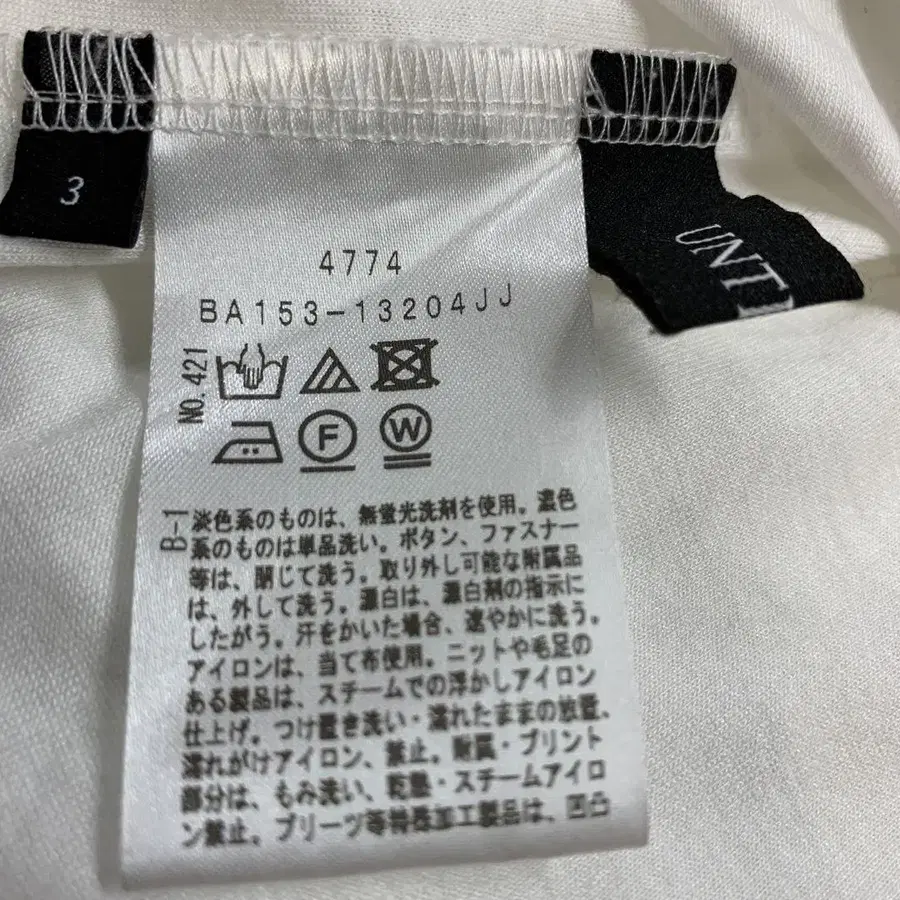 3
UNT
4774
BA153-13204JJ
NO.421
F
W
B-1
淡色系のものは、無蛍光洗剤を使用。濃色
系のものは単品洗い。ボタン、ファスナー
等は、閉じて洗う。取り外し可能な附属品
は、外して洗う。漂白は、漂白剤の指示に
したがう。汗をかいた場合、速やかに洗う。
アイロンは、当て布使用。ニットや毛足の
ある製品は、スチームでの浮かしアイロン
仕上げ。つけ置き洗い・濡れたままの放置、
濡れがけアイロン、禁止。附属・プリント
部分は、もみ洗い、乾燥・スチームアイロ
ン禁止。プリーツ等特殊加工製品は、凹凸